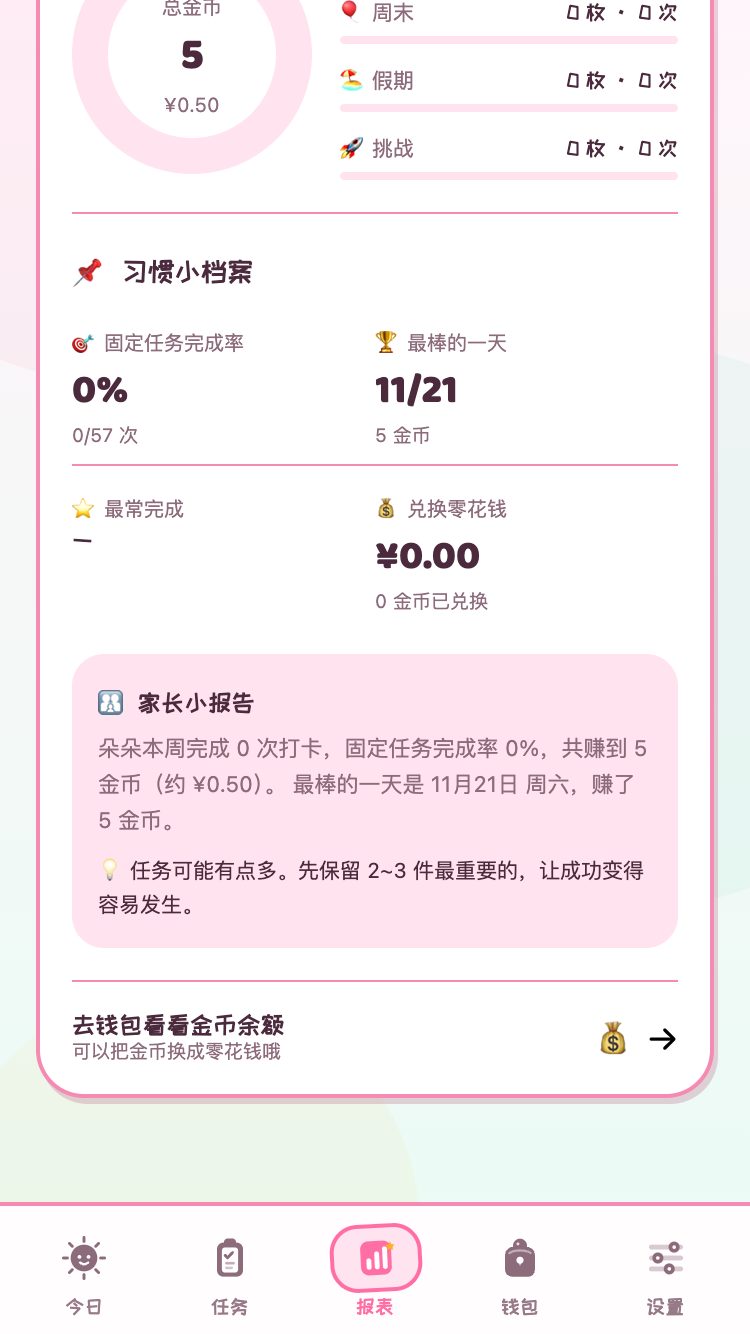 总金币
5
¥0.50
周末 0 枚 · 0 次
假期 0 枚 · 0 次
挑战 0 枚 · 0 次
习惯小档案
固定任务完成率
0%
0/57 次
最棒的一天
11/21
5 金币
最常完成
—
兑换零花钱
¥0.00
0 金币已兑换
家长小报告
朵朵本周完成 0 次打卡，固定任务完成率 0%，共赚到 5
金币（约 ¥0.50）。 最棒的一天是 11月21日 周六，赚了
5 金币。
任务可能有点多。先保留 2~3 件最重要的，让成功变得
容易发生。
去钱包看看金币余额
可以把金币换成零花钱哦
今日
任务
报表
钱包
设置